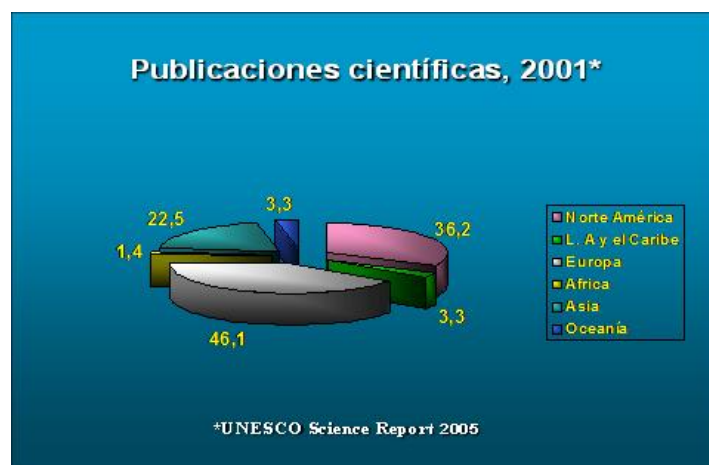 Publicaciones científicas, 2001*
3,3
22,5
36,2
1,4
3,3
46,1
Norte América
L. A y el Caribe
Europa
Africa
Asia
Oceanía
*UNESCO Science Report 2005